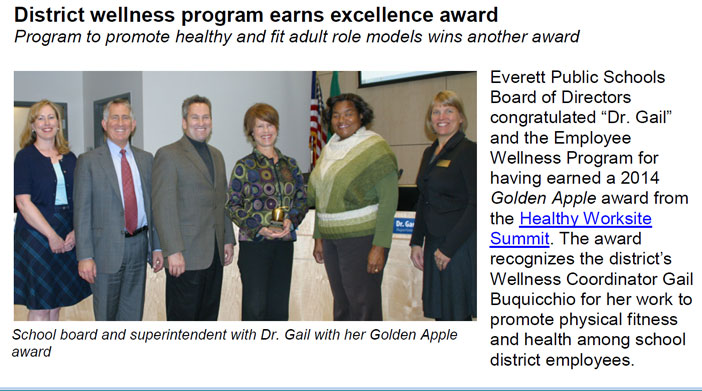 District wellness program earns excellence award
Program to promote healthy and fit adult role models wins another award
Everett Public Schools
Board of Directors
congratulated “Dr. Gail”
and the Employee
Wellness Program for
having earned a 2014
Golden Apple award from
the Healthy Worksite
Summit. The award
recognizes the district’s
Wellness Coordinator Gail
Buquicchio for her work to
promote physical fitness
and health among school
district employees.
Dr. Gar
School board and superintendent with Dr. Gail with her Golden Apple
award